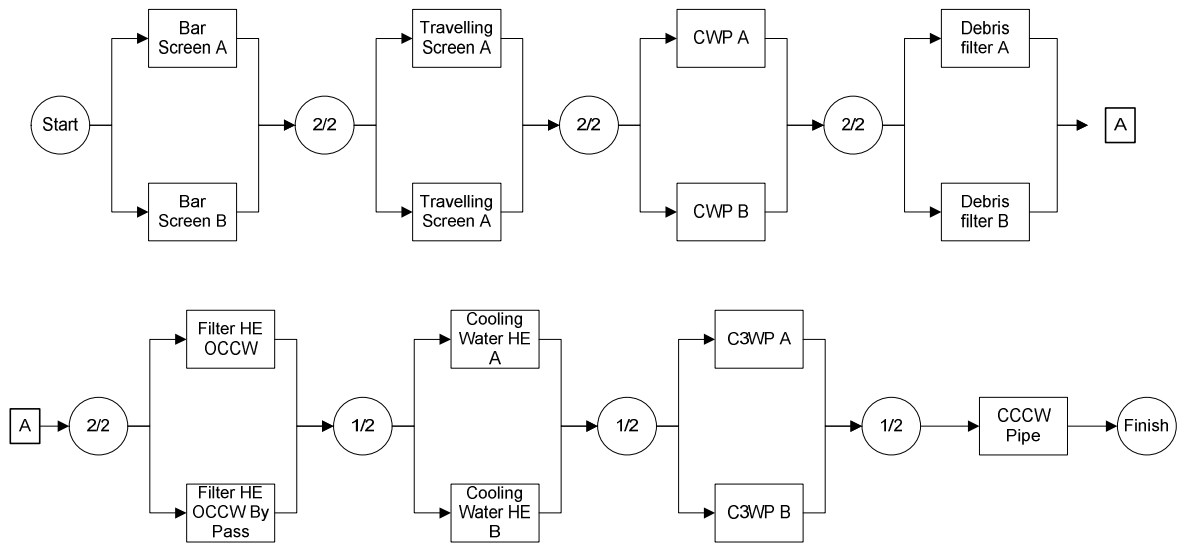 Bar
Screen A
Travelling
Screen A
CWP A
Debris
filter A
Start
2/2
2/2
2/2
A
Bar
Screen B
Travelling
Screen A
CWP B
Debris
filter B
Filter HE
OCCW
Cooling
Water HE
A
C3WP A
A
2/2
1/2
1/2
1/2
CCCW
Pipe
Finish
Filter HE
OCCW By
Pass
Cooling
Water HE
B
C3WP B